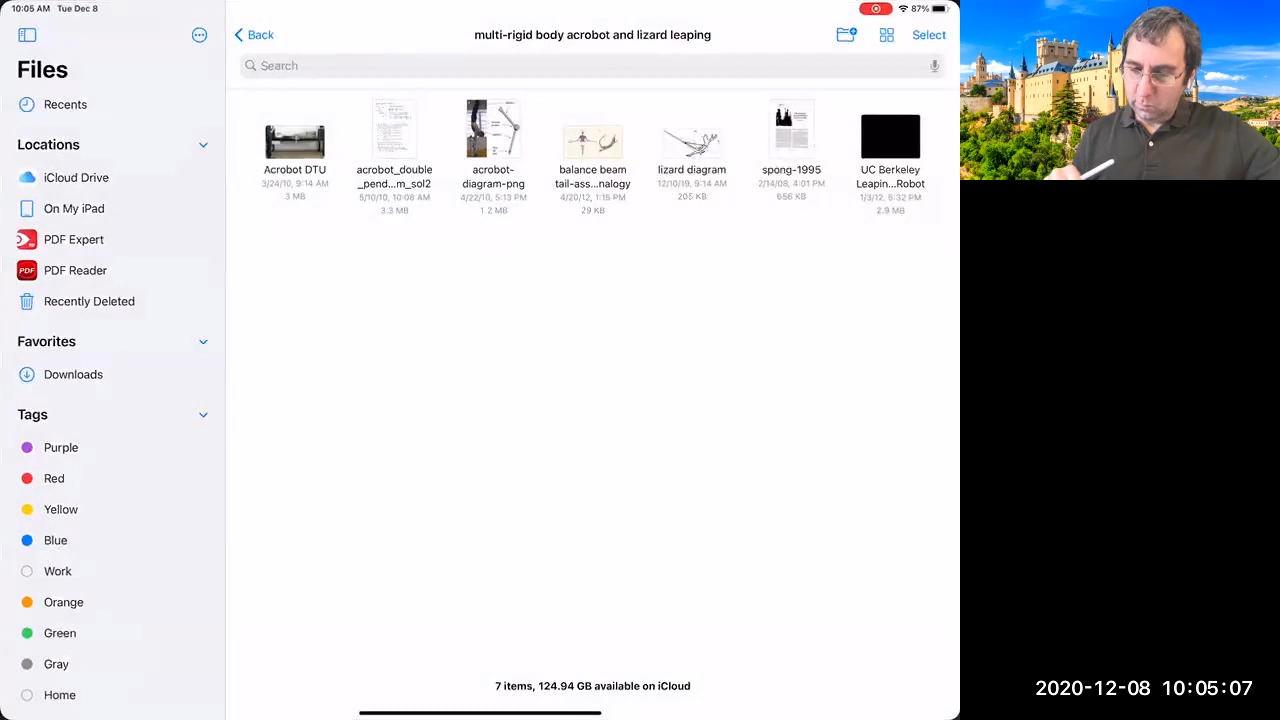 10:05 AM Tue Dec 8
87%
Files
Recents
Locations
iCloud Drive
On My iPad
PDF Expert
PDF
PDF Reader
Recently Deleted
Favorites
Downloads
Tags
Purple
Red
Yellow
Blue
Work
Orange
Green
Gray
Home
Back
multi-rigid body acrobot and lizard leaping
Select
Search
Acrobot DTU
3/24/10, 9:14 AM
3 MB
acrobot_double
_pend...m_sol2
5/10/10, 10:08 AM
3.3 MB
acrobot-
diagram-png
4/22/10, 5:13 PM
1.2 MB
balance beam
tail-ass...nalogy
4/20/12, 1:15 PM
29 KB
lizard diagram
12/10/19, 9:14 AM
205 KB
spong-1995
2/14/08, 4:01 PM
656 KB
UC Berkeley
Leapin...Robot
1/3/12, 5:32 PM
2.9 MB
7 items, 124.94 GB available on iCloud
2020-12-08 10:05:07